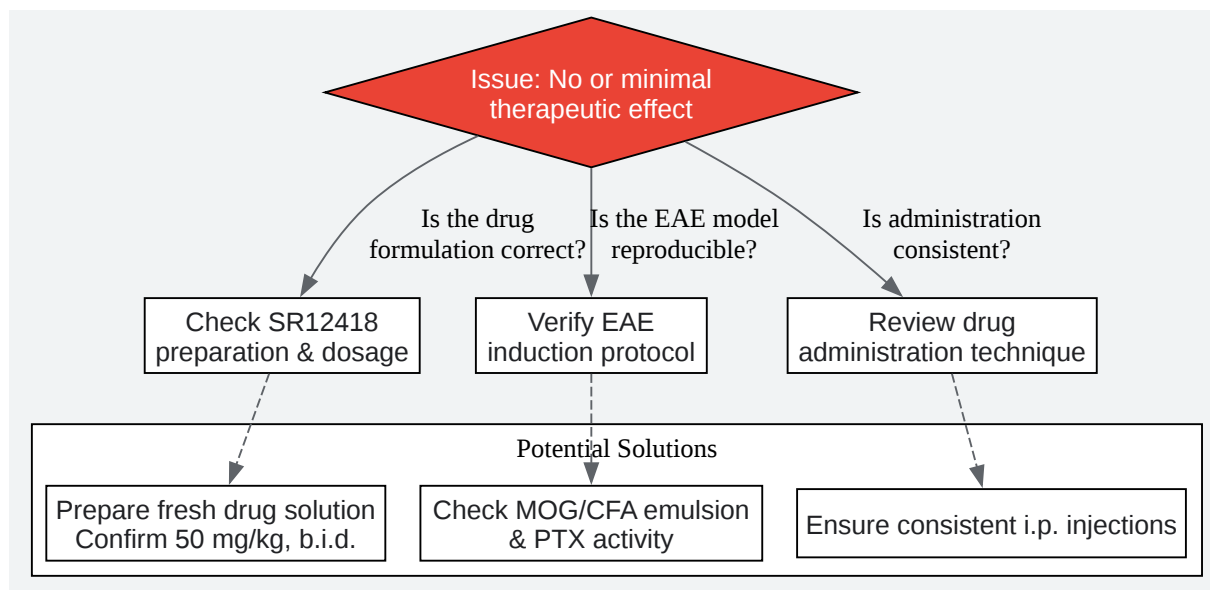 Issue: No or minimal
therapeutic effect
Is the drug
formulation correct?
Is the EAE model
reproducible?
Is administration
consistent?
Check SR12418
preparation & dosage
Verify EAE
induction protocol
Review drug
administration technique
Potential Solutions
Prepare fresh drug solution
Confirm 50 mg/kg, b.i.d.
Check MOG/CFA emulsion
& PTX activity
Ensure consistent i.p. injections